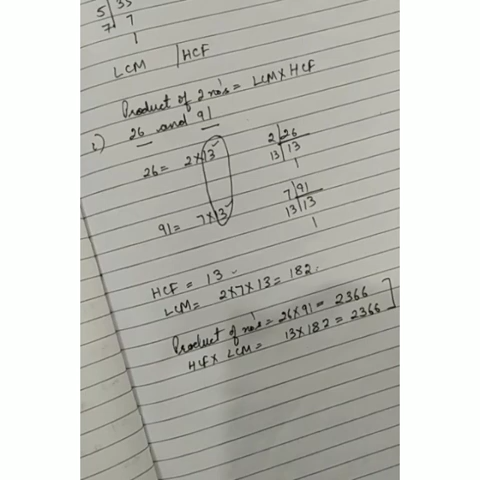 5 | 35
7 | 7
1
LCM | HCF
Product of 2 no's = LCM X HCF
i) 26 and 91
26 = 2 X 13
2 | 26
13 | 13
1
91 = 7 X 13
7 | 91
13 | 13
1
HCF = 13
LCM = 2 X 7 X 13 = 182.
Product of no's = 26 X 91 = 2366
HCF X LCM = 13 X 182 = 2366